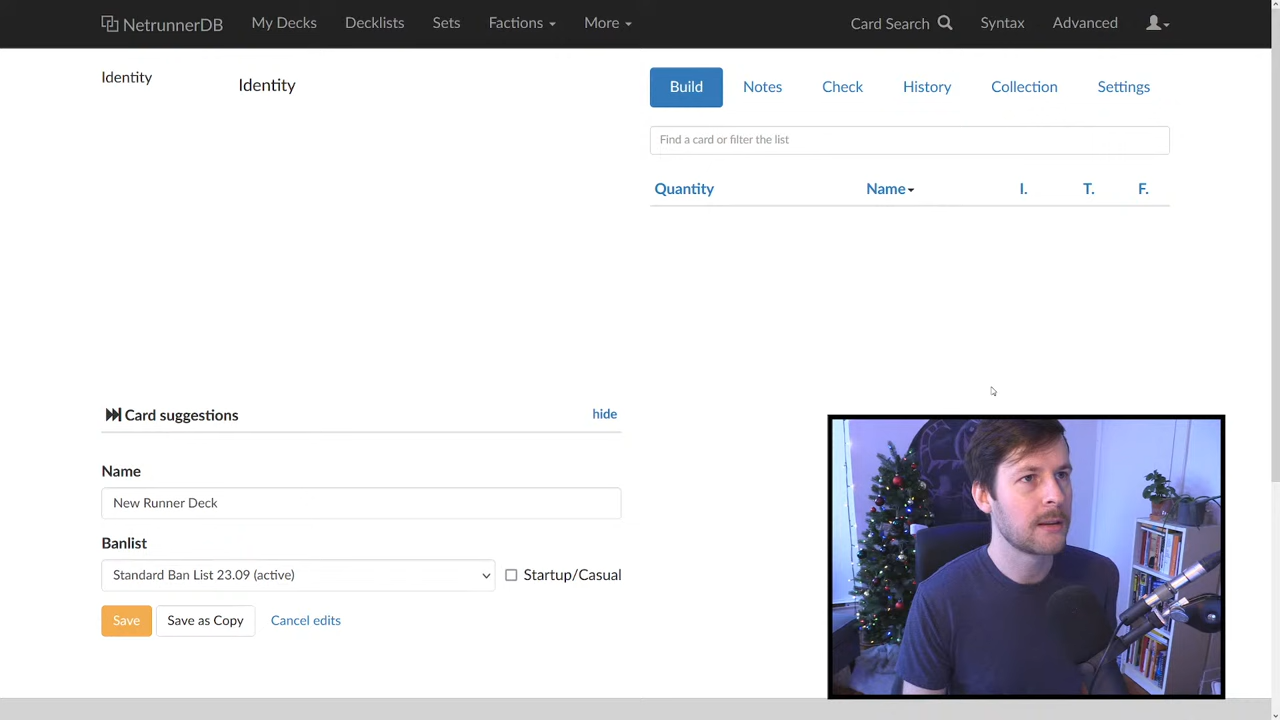 NetrunnerDB My Decks Decklists Sets Factions More Card Search Syntax Advanced
Identity
Identity
Build Notes Check History Collection Settings
Find a card or filter the list
Quantity Name I. T. F.
Card suggestions hide
Name
New Runner Deck
Banlist
Standard Ban List 23.09 (active) Startup/Casual
Save Save as Copy Cancel edits